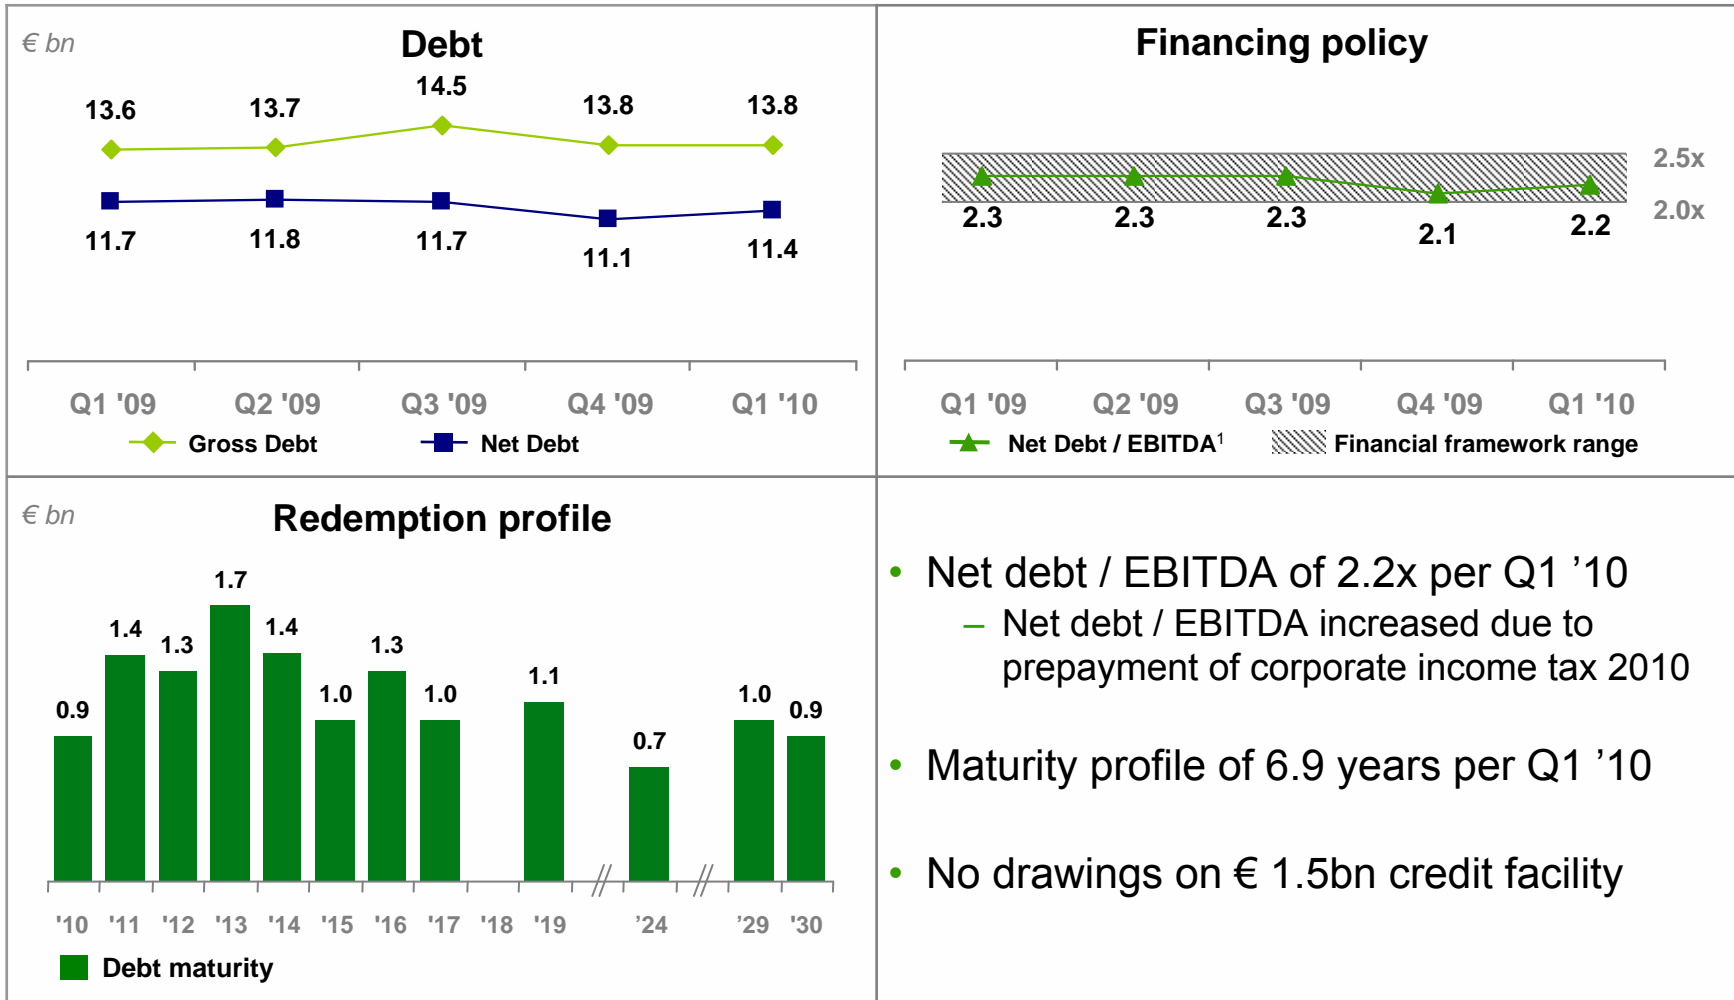 € bn
Debt
13.6
13.7
14.5
13.8
13.8
11.7
11.8
11.7
11.1
11.4
Q1 '09 Q2 '09 Q3 '09 Q4 '09 Q1 '10
Gross Debt Net Debt
Financing policy
2.5x
2.0x
2.3
2.3
2.3
2.1
2.2
Q1 '09 Q2 '09 Q3 '09 Q4 '09 Q1 '10
Net Debt / EBITDA¹ Financial framework range
€ bn
Redemption profile
0.9
1.4
1.3
1.7
1.4
1.0
1.3
1.0
1.1
0.7
1.0
0.9
'10 '11 '12 '13 '14 '15 '16 '17 '18 '19 ’24 ’29 '30
Debt maturity
• Net debt / EBITDA of 2.2x per Q1 ’10
– Net debt / EBITDA increased due to
prepayment of corporate income tax 2010
• Maturity profile of 6.9 years per Q1 ’10
• No drawings on € 1.5bn credit facility